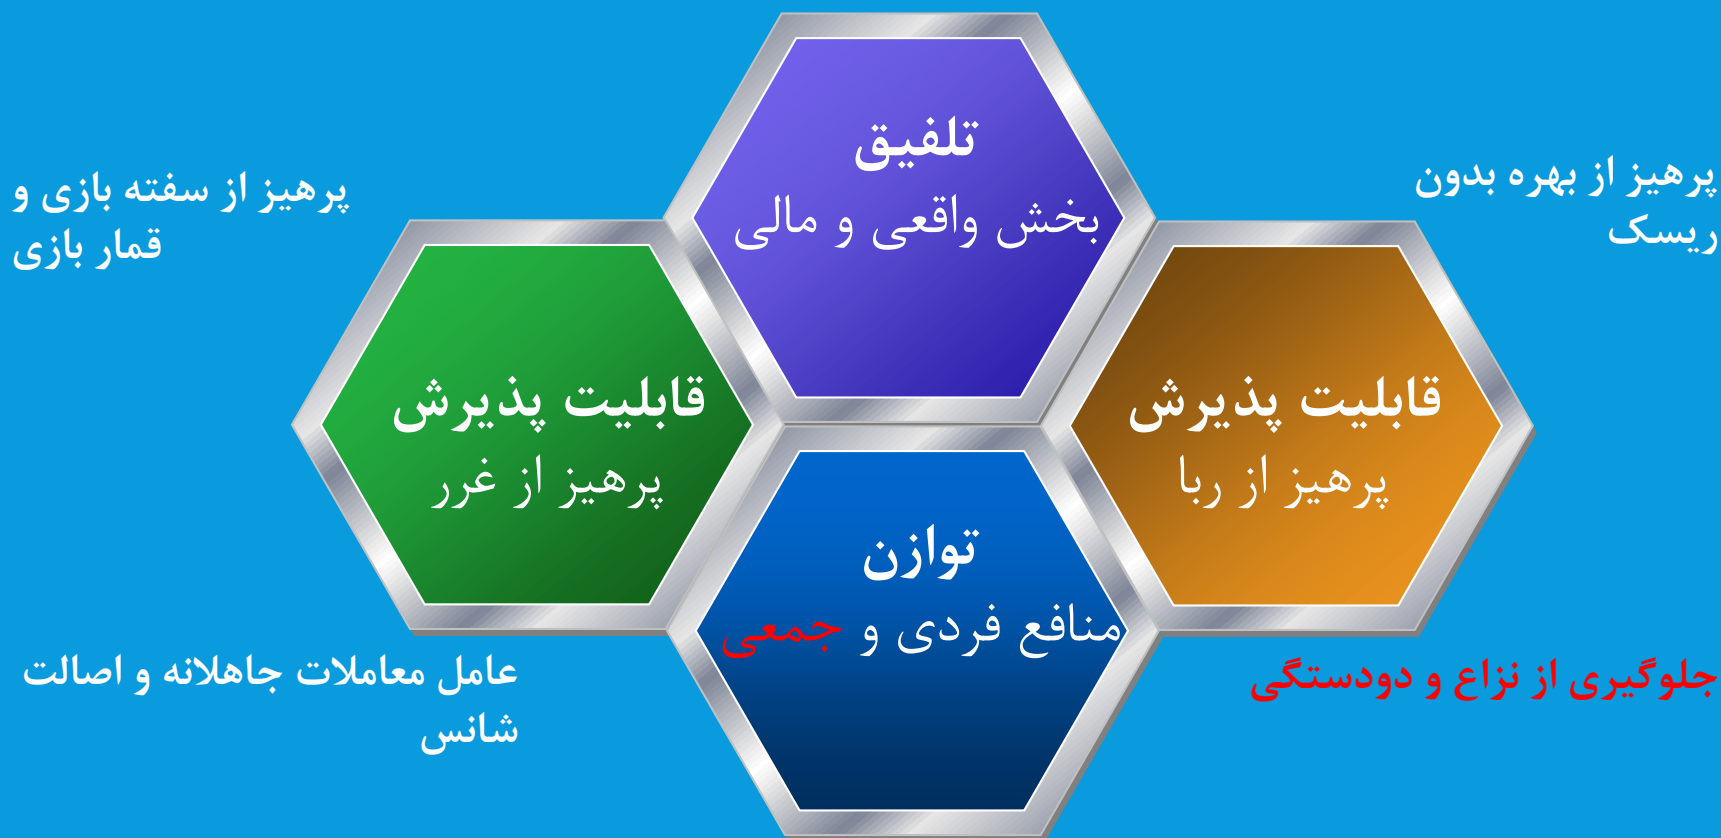 تلفیق
بخش واقعی و مالی
پرهیز از بهره بدون
ریسک
پرهیز از سفته بازی و
قمار بازی
قابلیت پذیرش
پرهیز از ربا
قابلیت پذیرش
پرهیز از غرر
توازن
منافع فردی و جمعی
جلوگیری از نزاع و دودستگی
عامل معاملات جاهلانه و اصالت
شانس